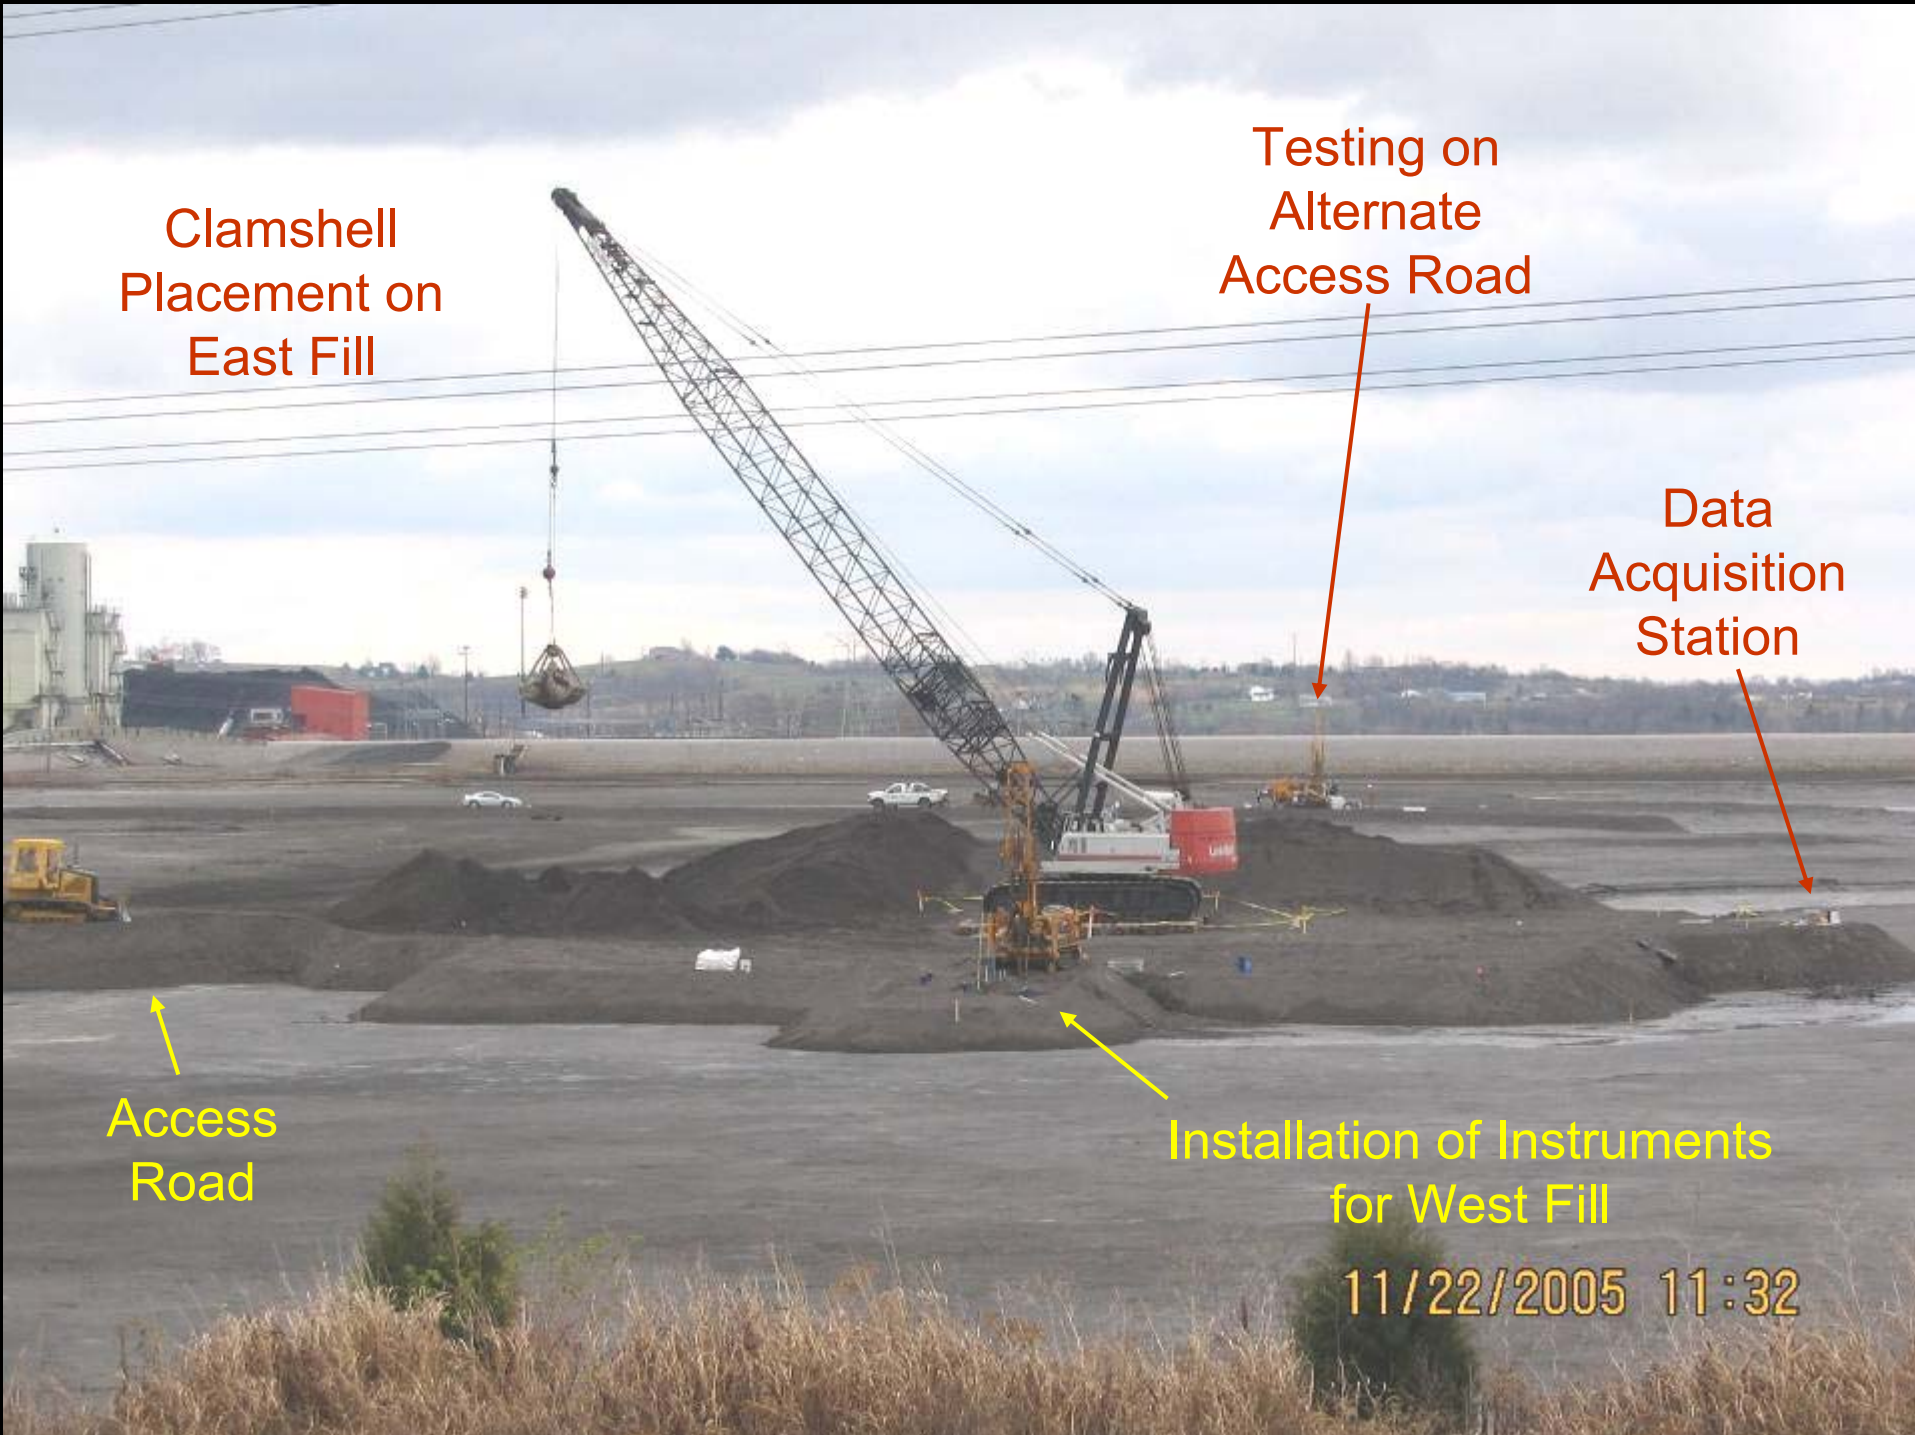 Clamshell
Placement on
East Fill
Testing on
Alternate
Access Road
Data
Acquisition
Station
Access
Road
Installation of Instruments
for West Fill
11/22/2005 11:32